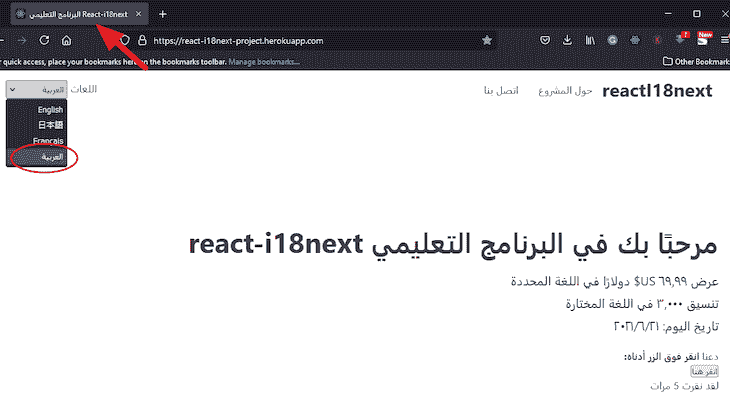 البرنامج التعليمي React-i18next
https://react-i18next-project.herokuapp.com
quick access, place your bookmarks here on the bookmarks toolbar. Manage bookmarks...
Other Bookmarks
reactI18next
حول المشروع
اتصل بنا
اللغات:
العربية
English
日本語
Français
العربية
مرحبًا بك في البرنامج التعليمي react-i18next
عرض ٦٩,٩٩ US$ دولارًا في اللغة المحددة
تنسيق ٣,٠٠٠ في اللغة المختارة
تاريخ اليوم: ٢٠٢١/٦/٢١
دعنا انقر فوق الزر أدناه:
انقر هنا
لقد نقرت 5 مرات